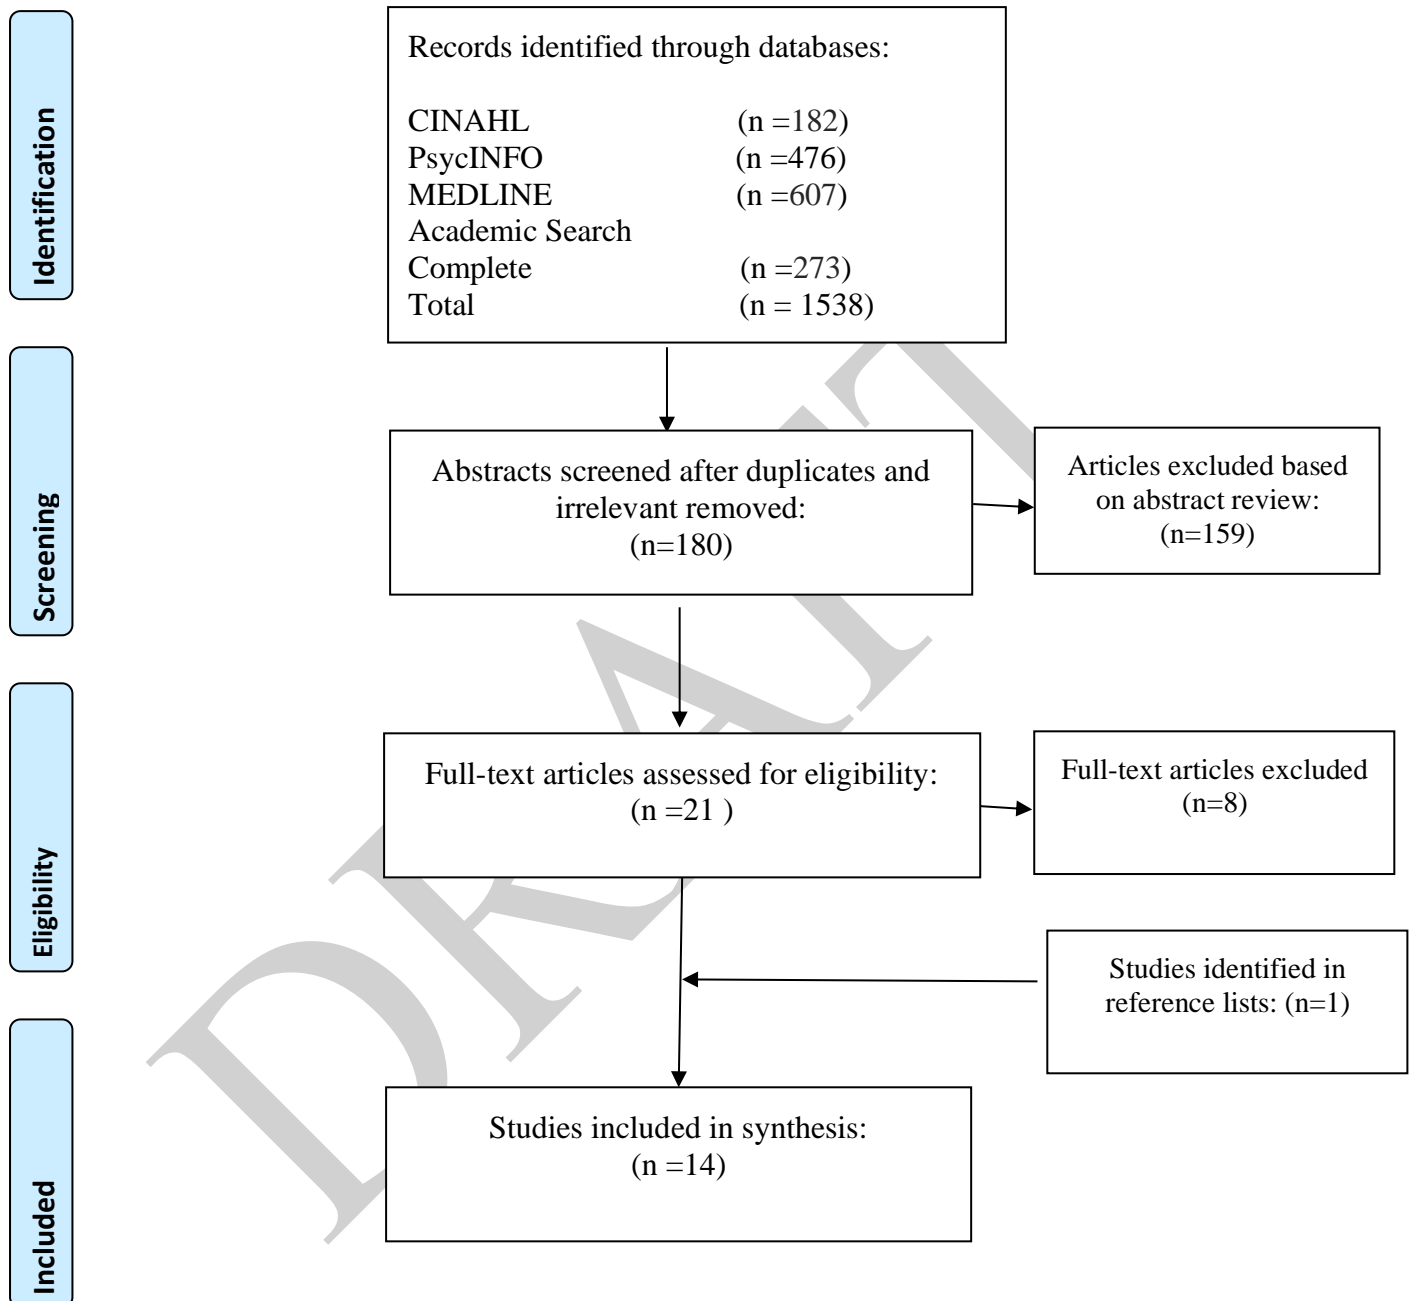 Identification
Records identified through databases:
CINAHL (n =182)
PsycINFO (n =476)
MEDLINE (n =607)
Academic Search
Complete (n =273)
Total (n = 1538)
Screening
Abstracts screened after duplicates and
irrelevant removed:
(n=180)
Articles excluded based
on abstract review:
(n=159)
Eligibility
Full-text articles assessed for eligibility:
(n =21 )
Full-text articles excluded
(n=8)
Studies identified in
reference lists: (n=1)
Included
Studies included in synthesis:
(n =14)
DRAFT